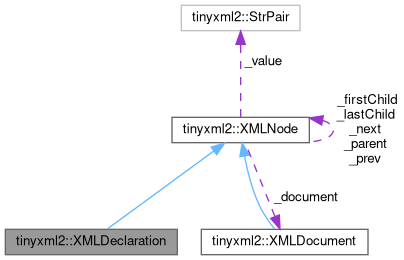 tinyxml2::StrPair
_value
tinyxml2::XMLNode
_firstChild
_lastChild
_next
_parent
_prev
_document
tinyxml2::XMLDeclaration
tinyxml2::XMLDocument